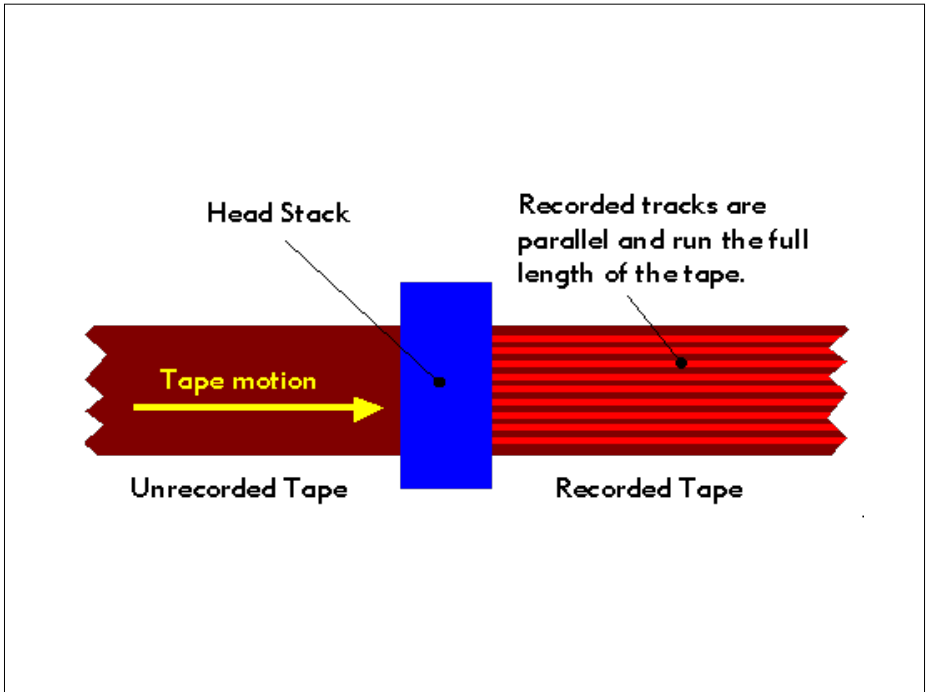 Head Stack
Recorded tracks are
parallel and run the full
length of the tape.
Tape motion
Unrecorded Tape
Recorded Tape